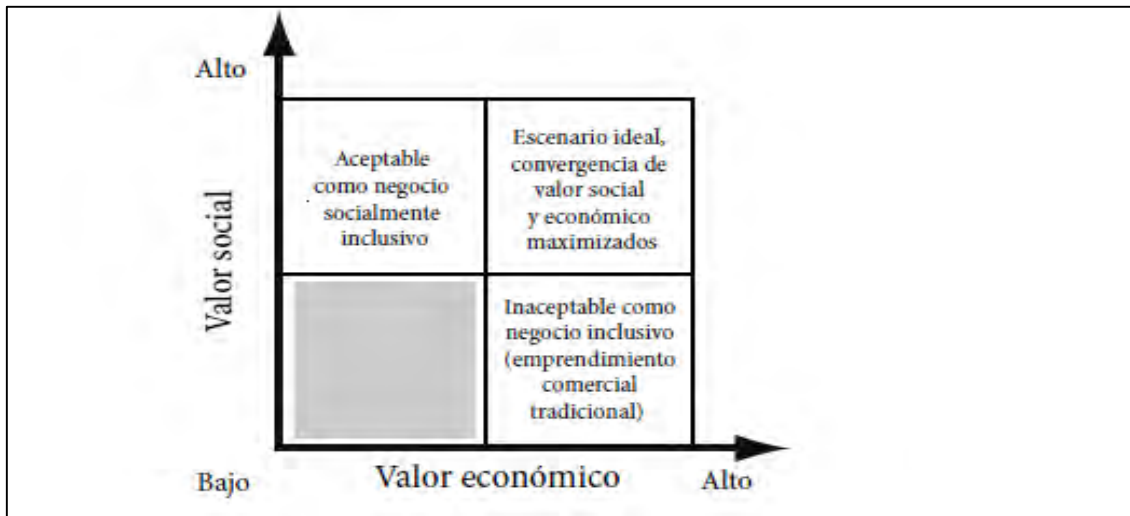 Alto
Valor social
Aceptable
como negocio
socialmente
inclusivo
Escenario ideal,
convergencia de
valor social
y económico
maximizados
Inaceptable como
negocio inclusivo
(emprendimiento
comercial
tradicional)
Bajo
Valor económico
Alto